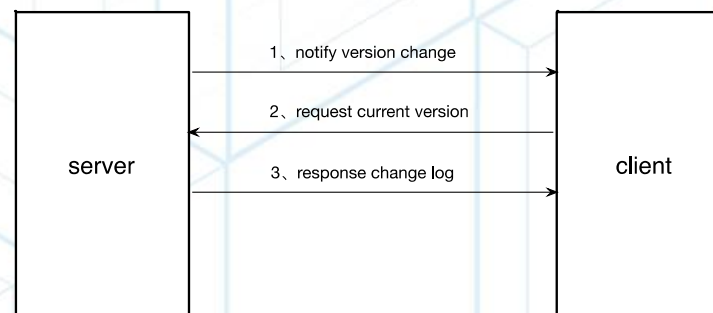 1、notify version change
2、request current version
server
client
3、response change log